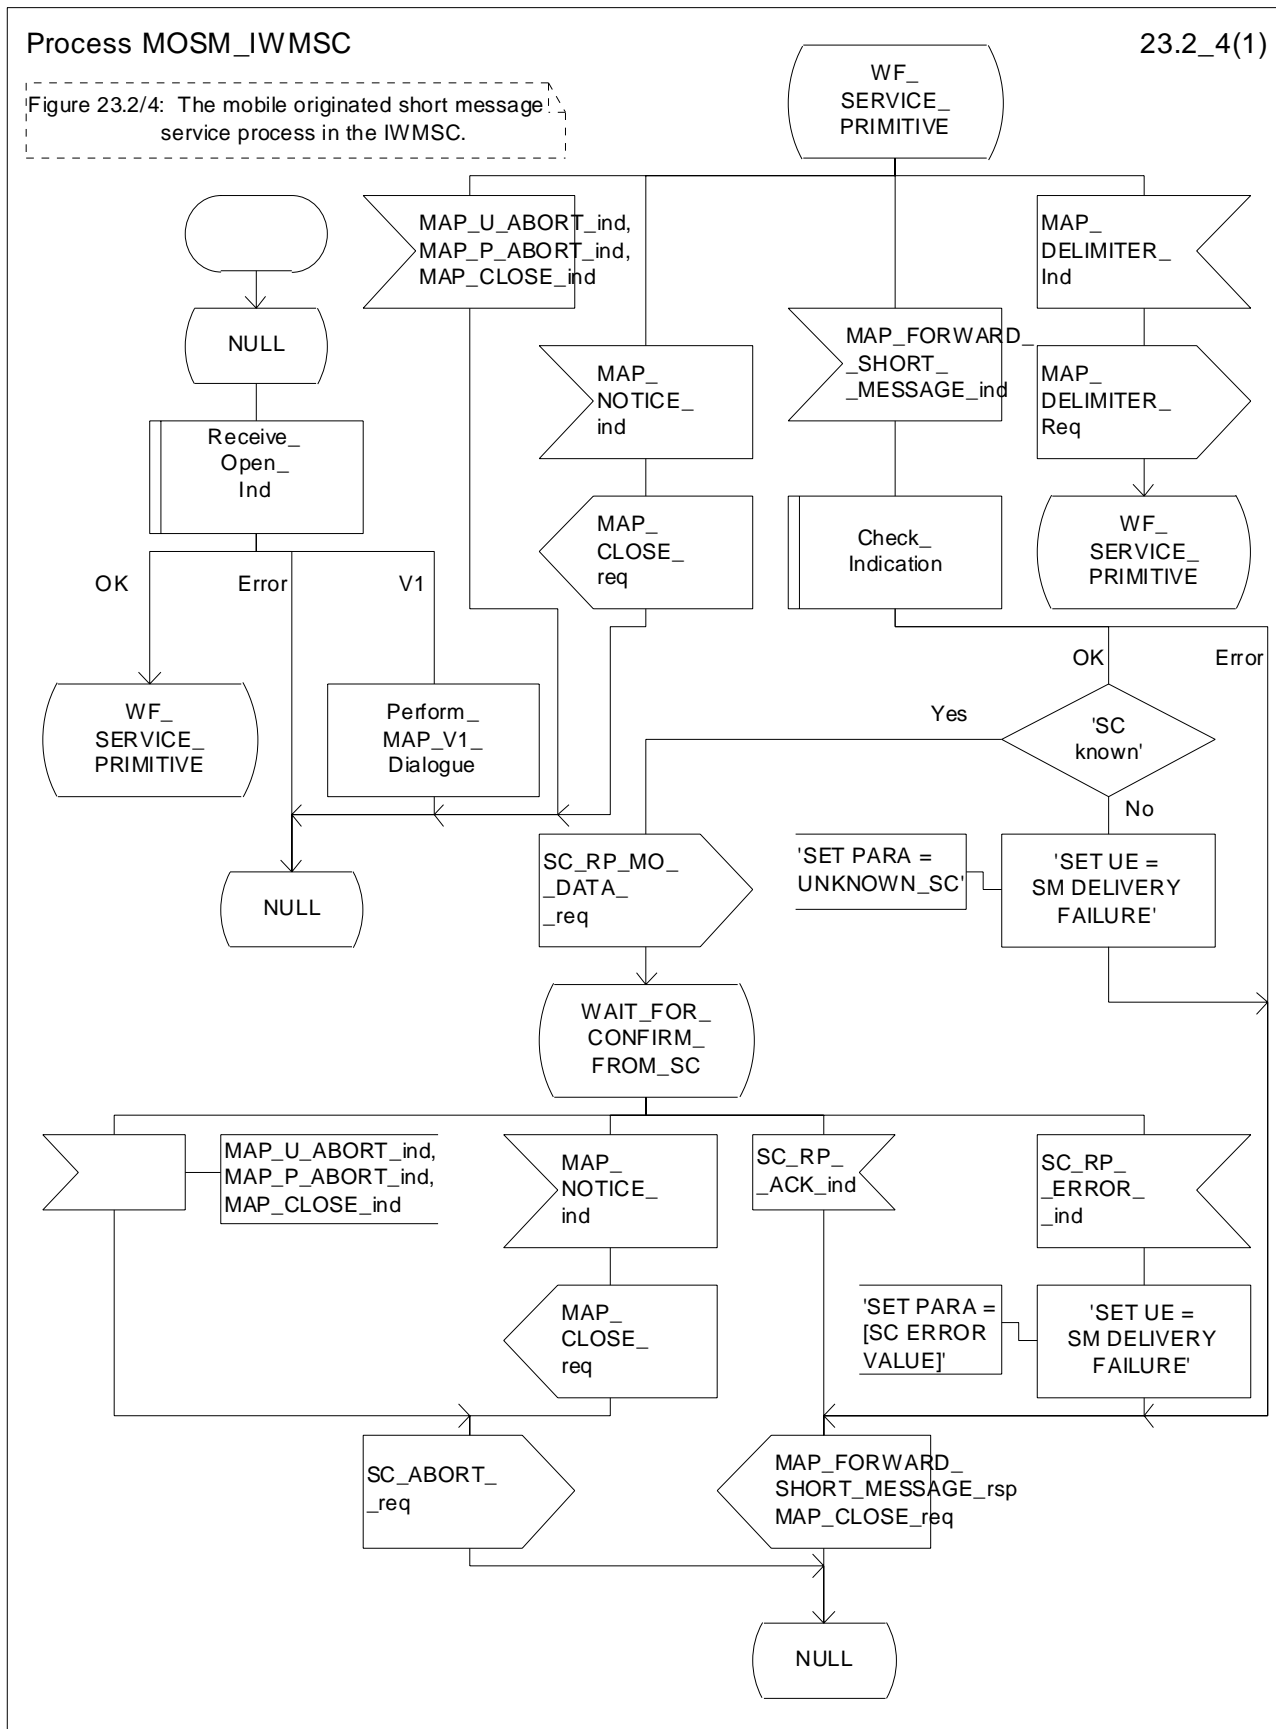 Process MOSM_IWMSC
23.2_4(1)
Figure 23.2/4: The mobile originated short message
service process in the IWMSC.
WF_
SERVICE_
PRIMITIVE
MAP_U_ABORT_ind,
MAP_P_ABORT_ind,
MAP_CLOSE_ind
MAP_
DELIMITER_
Ind
NULL
MAP_
NOTICE_
ind
MAP_FORWARD_
_SHORT_
_MESSAGE_ind
MAP_
DELIMITER_
Req
Receive_
Open_
Ind
MAP_
CLOSE_
req
Check_
Indication
WF_
SERVICE_
PRIMITIVE
OK
Error
V1
OK
Error
WF_
SERVICE_
PRIMITIVE
Perform_
MAP_V1_
Dialogue
Yes
'SC
known'
No
NULL
SC_RP_MO_
_DATA_
_req
'SET PARA =
UNKNOWN_SC'
'SET UE =
SM DELIVERY
FAILURE'
WAIT_FOR_
CONFIRM_
FROM_SC
MAP_U_ABORT_ind,
MAP_P_ABORT_ind,
MAP_CLOSE_ind
MAP_
NOTICE_
ind
SC_RP_
_ACK_ind
SC_RP_
_ERROR_
_ind
MAP_
CLOSE_
req
'SET PARA =
[SC ERROR
VALUE]'
'SET UE =
SM DELIVERY
FAILURE'
SC_ABORT_
_req
MAP_FORWARD_
SHORT_MESSAGE_rsp
MAP_CLOSE_req
NULL